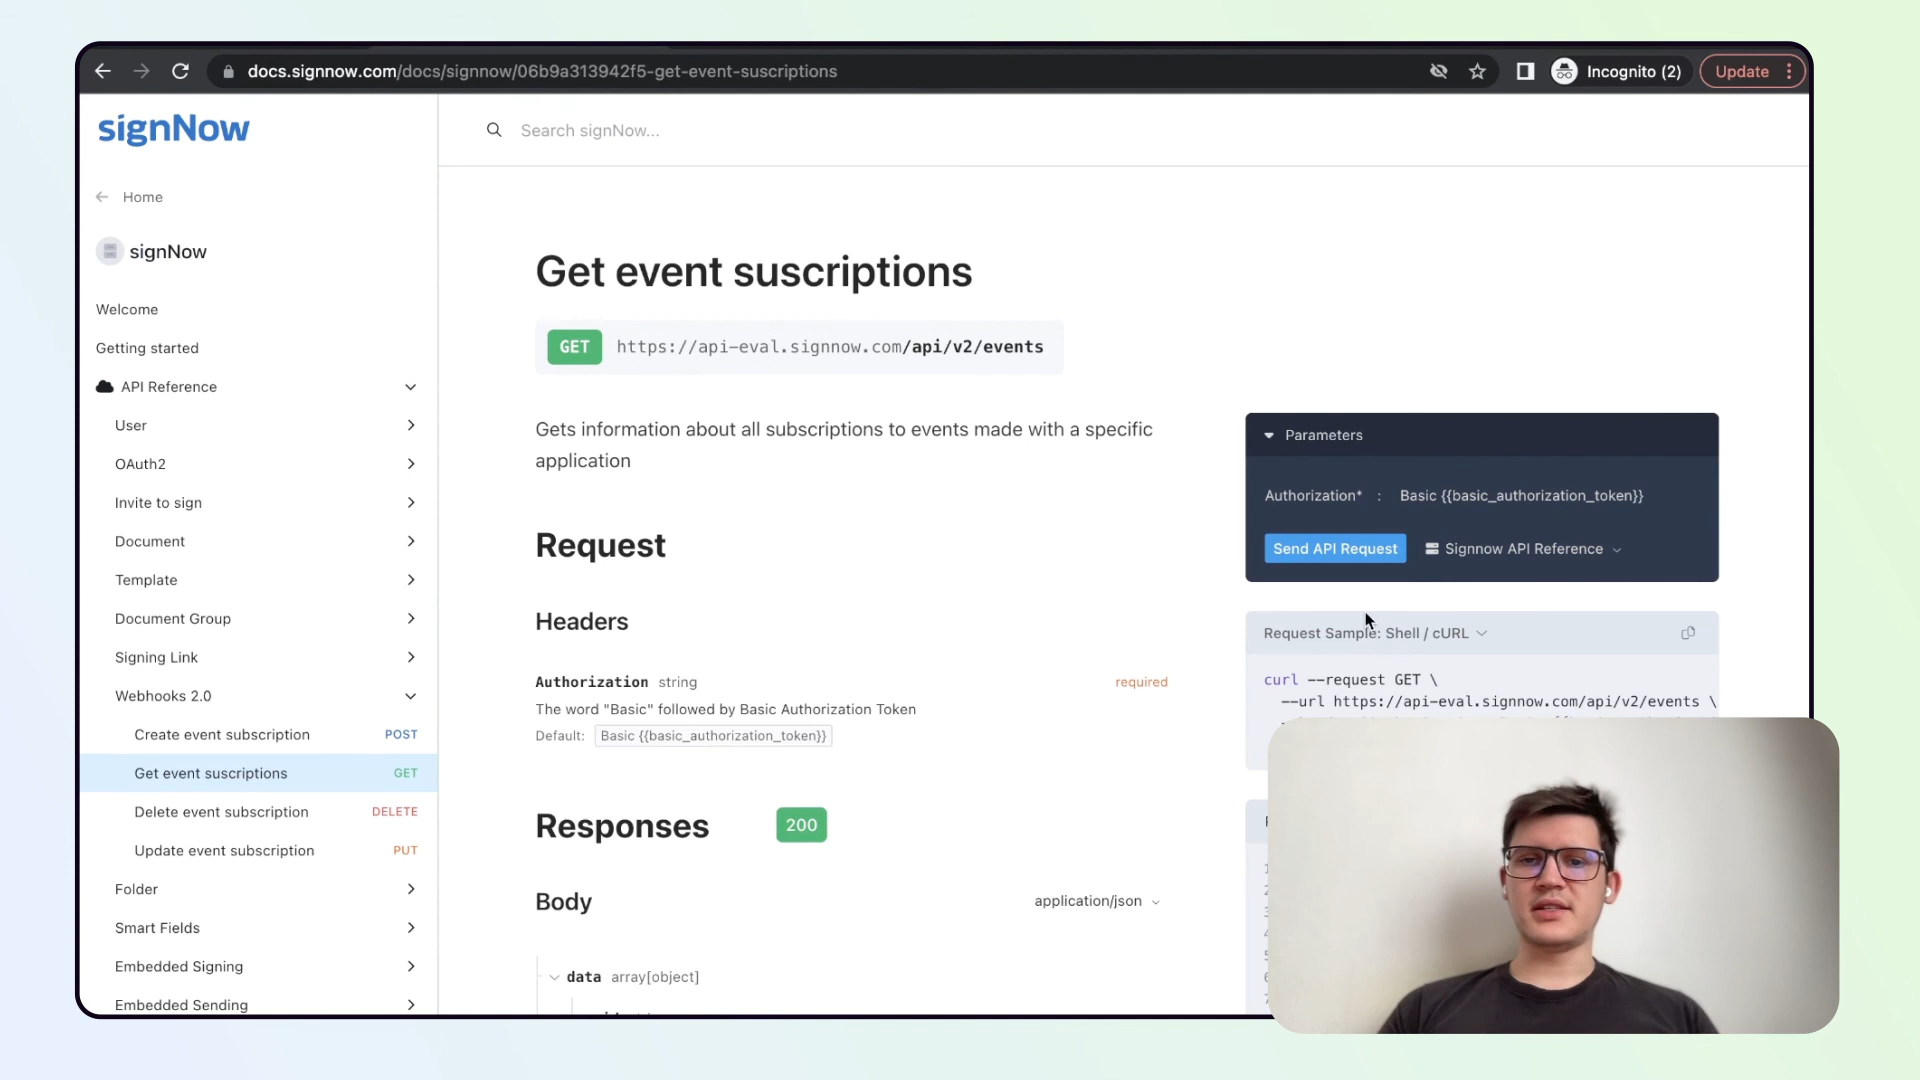 docs.signnow.com/docs/signnow/06b9a313942f5-get-event-suscriptions
Incognito (2)
Update
signNow
Search signNow...
Home
signNow
Welcome
Getting started
API Reference
User
OAuth2
Invite to sign
Document
Template
Document Group
Signing Link
Webhooks 2.0
Create event subscription POST
Get event suscriptions GET
Delete event subscription DELETE
Update event subscription PUT
Folder
Smart Fields
Embedded Signing
Embedded Sending
Get event suscriptions
GET https://api-eval.signnow.com/api/v2/events
Gets information about all subscriptions to events made with a specific
application
Request
Headers
Authorization string required
The word "Basic" followed by Basic Authorization Token
Default: Basic {{basic_authorization_token}}
Responses 200
Body application/json
data array[object]
Parameters
Authorization* : Basic {{basic_authorization_token}}
Send API Request Signnow API Reference
Request Sample: Shell / cURL
curl --request GET \
--url https://api-eval.signnow.com/api/v2/events \